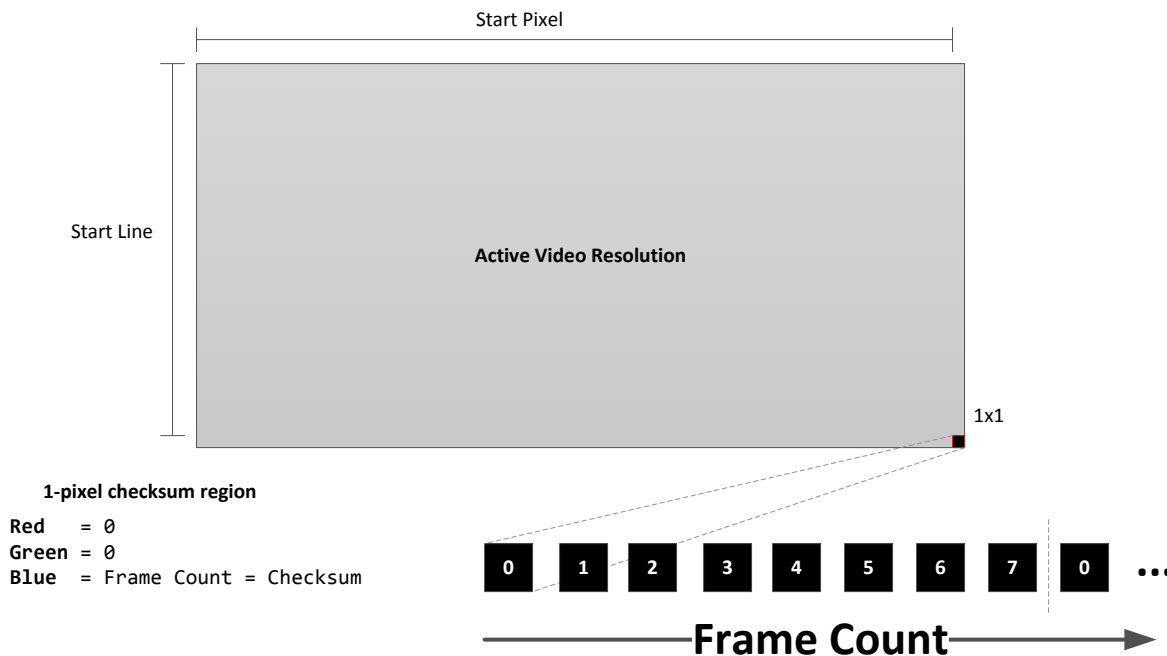 Start Pixel
Start Line
Active Video Resolution
1x1
1-pixel checksum region
Red   = 0
Green = 0
Blue  = Frame Count = Checksum
0 1 2 3 4 5 6 7 0 ...
Frame Count